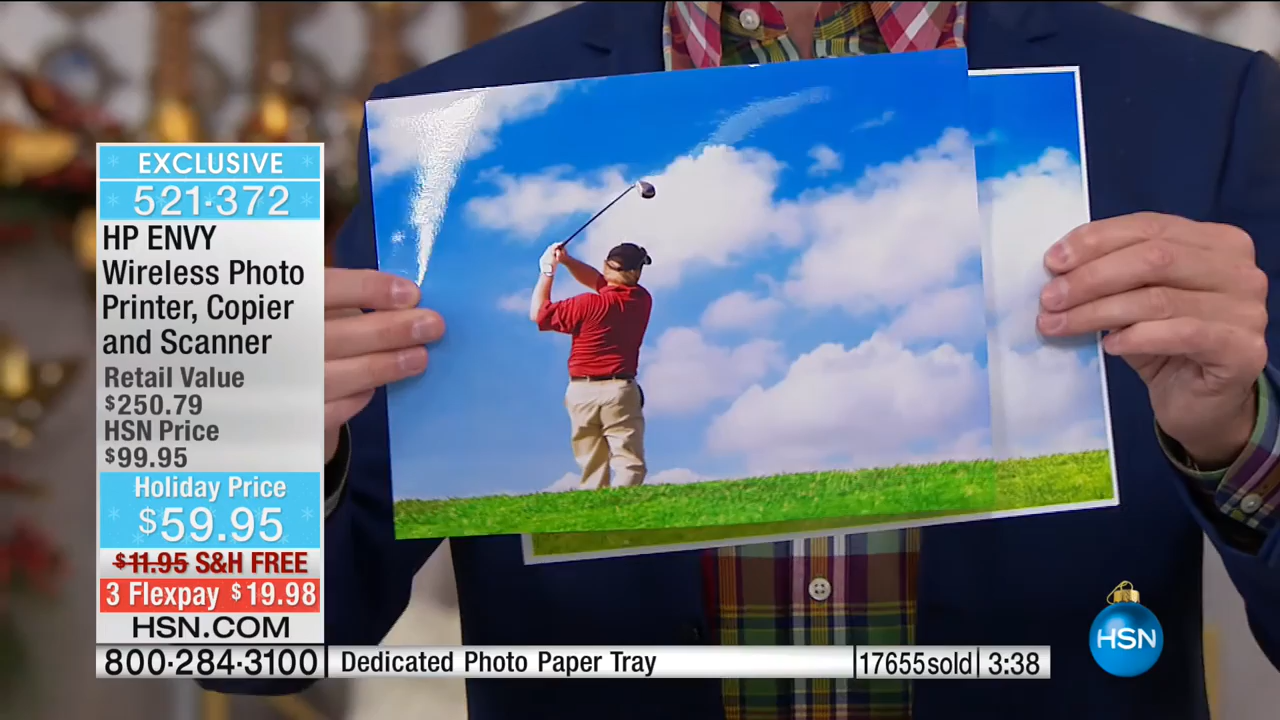 EXCLUSIVE
521·372
HP ENVY
Wireless Photo
Printer, Copier
and Scanner
Retail Value
$250.79
HSN Price
$99.95
Holiday Price
$59.95
$11.95 S&H FREE
3 Flexpay $19.98
HSN.COM
800·284·3100 Dedicated Photo Paper Tray 17655sold 3:38
HSN